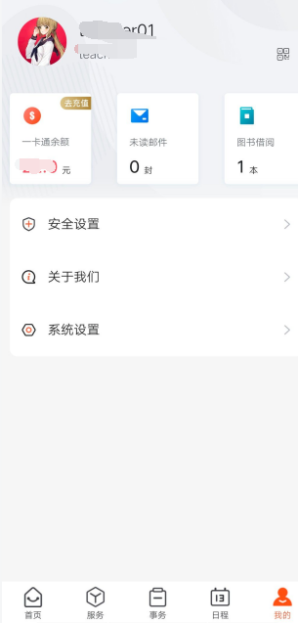 去充值
一卡通余额
元
未读邮件
0 封
图书借阅
1 本
安全设置
关于我们
系统设置
首页
服务
事务
13
日程
我的